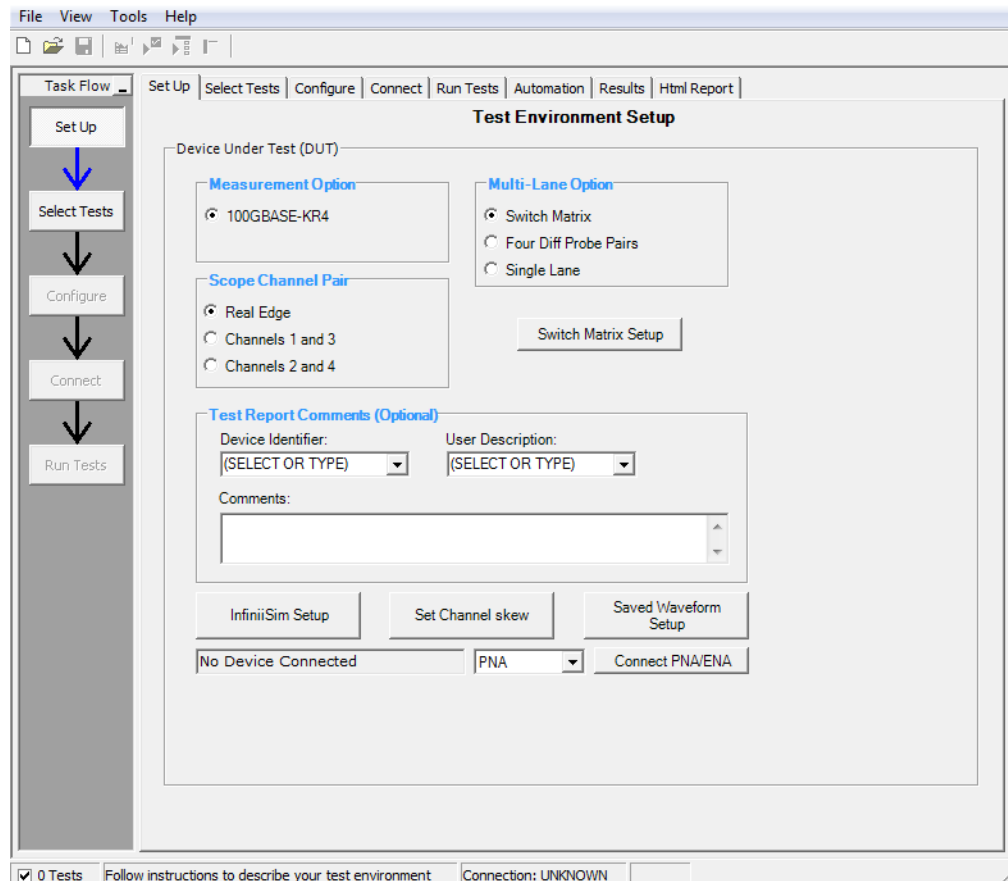 File View Tools Help
Task Flow
Set Up
Select Tests
Configure
Connect
Run Tests
Set Up Select Tests Configure Connect Run Tests Automation Results Html Report
Test Environment Setup
Device Under Test (DUT)
Measurement Option
100GBASE-KR4
Multi-Lane Option
Switch Matrix
Four Diff Probe Pairs
Single Lane
Scope Channel Pair
Real Edge
Channels 1 and 3
Channels 2 and 4
Switch Matrix Setup
Test Report Comments (Optional)
Device Identifier: User Description:
(SELECT OR TYPE) (SELECT OR TYPE)
Comments:
InfiniiSim Setup
Set Channel skew
Saved Waveform
Setup
No Device Connected PNA Connect PNA/ENA
0 Tests Follow instructions to describe your test environment Connection: UNKNOWN